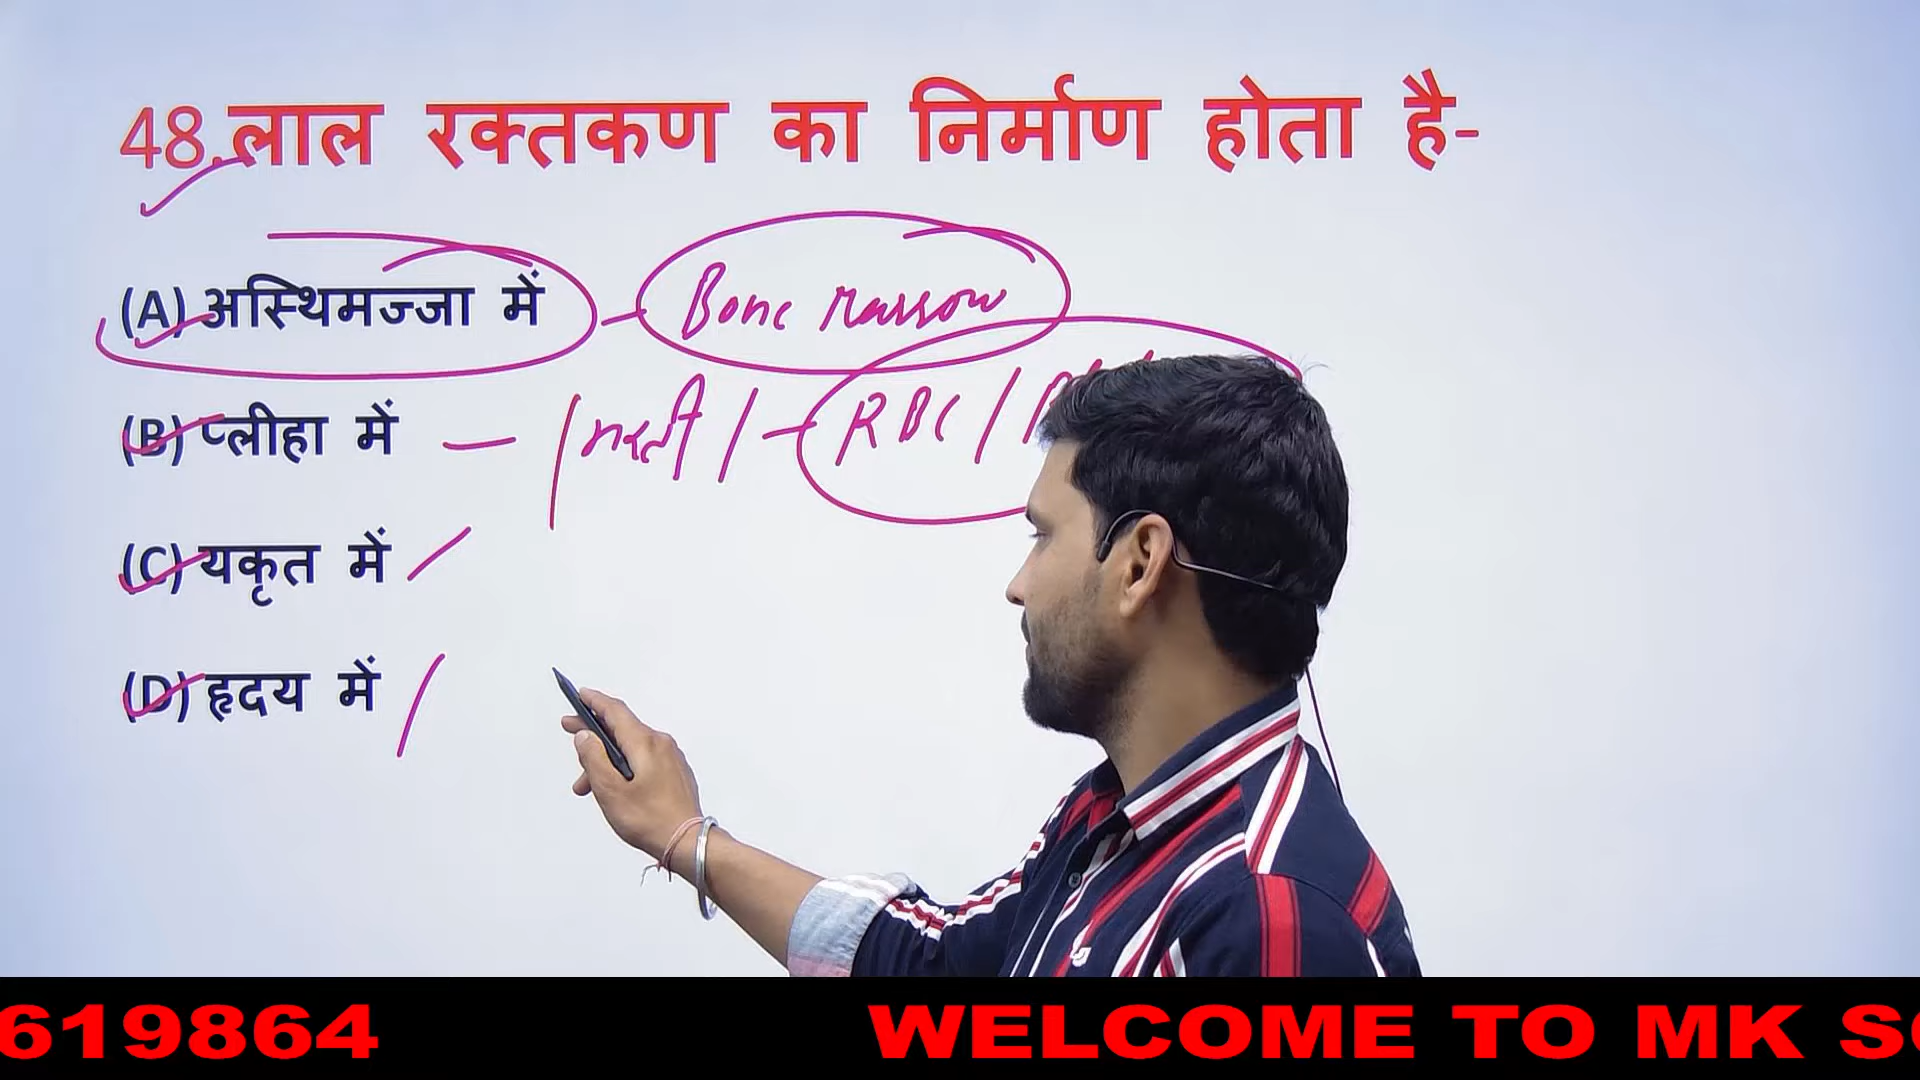 48.लाल रक्तकण का निर्माण होता है-
(A) अस्थिमज्जा में - Bone marrow
(B) प्लीहा में - / / - RBC /
(C) यकृत में
(D) हृदय में
619864 WELCOME TO MK